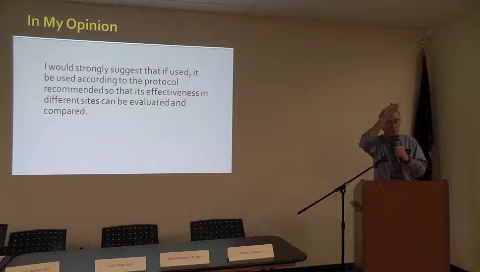 In My Opinion
I would strongly suggest that if used, it
be used according to the protocol
recommended so that its effectiveness in
different sites can be evaluated and
compared.